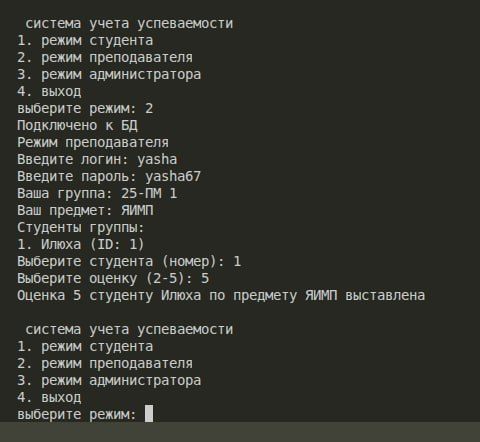 система учета успеваемости
1. режим студента
2. режим преподавателя
3. режим администратора
4. выход
выберите режим: 2
Подключено к БД
Режим преподавателя
Введите логин: yasha
Введите пароль: yasha67
Ваша группа: 25-ПМ 1
Ваш предмет: ЯИМП
Студенты группы:
1. Илюха (ID: 1)
Выберите студента (номер): 1
Выберите оценку (2-5): 5
Оценка 5 студенту Илюха по предмету ЯИМП выставлена
система учета успеваемости
1. режим студента
2. режим преподавателя
3. режим администратора
4. выход
выберите режим: